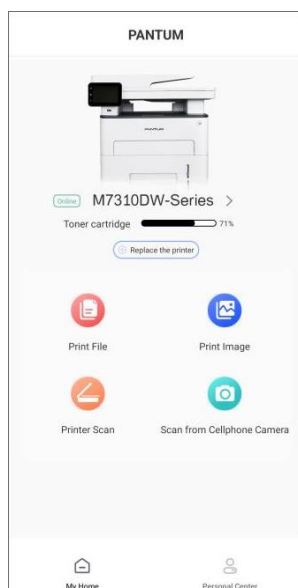 PANTUM
PANTUM
Online M7310DW-Series >
Toner cartridge 71%
Replace the printer
Print File Print Image
Printer Scan Scan from Cellphone Camera
My Home Personal Center